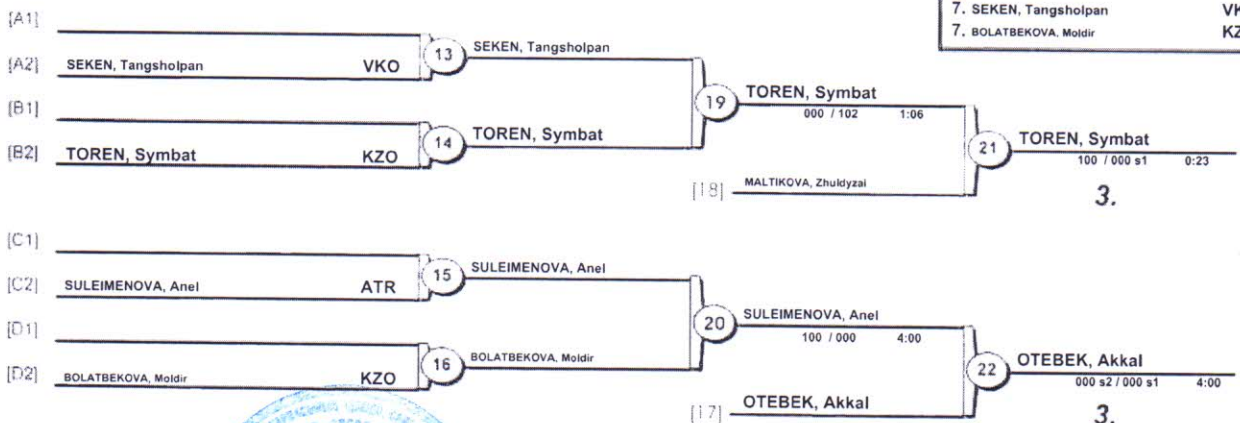 7. SEKEN, Tangsholpan
7. BOLATBEKOVA, Moldir
[A1]
[A2] SEKEN, Tangsholpan VKO
13 SEKEN, Tangsholpan
[B1]
[B2] TOREN, Symbat KZO
14 TOREN, Symbat
19 TOREN, Symbat
000 / 102 1:06
[18] MALTIKOVA, Zhuldyzai
21 TOREN, Symbat
100 / 000 s1 0:23
3.
[C1]
[C2] SULEIMENOVA, Anel ATR
15 SULEIMENOVA, Anel
[D1]
[D2] BOLATBEKOVA, Moldir KZO
16 BOLATBEKOVA, Moldir
20 SULEIMENOVA, Anel
100 / 000 4:00
[17] OTEBEK, Akkal
22 OTEBEK, Akkal
000 s2 / 000 s1 4:00
3.